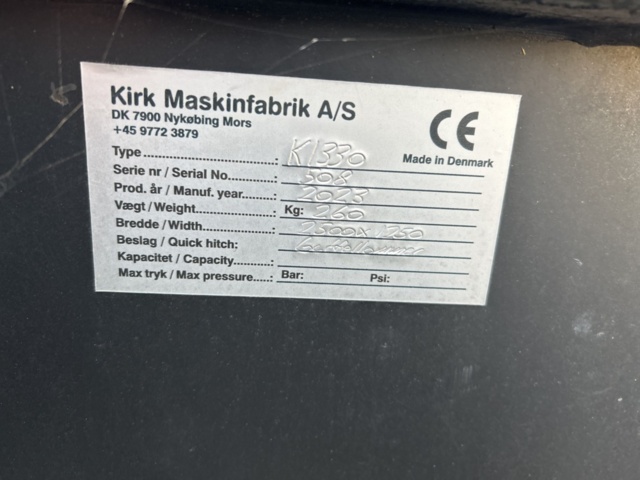 Kirk Maskinfabrik A/S
DK 7900 Nykøbing Mors
+45 9772 3879
CE
Made in Denmark
Type....................: K1330
Serie nr / Serial No....: 508
Prod. år / Manuf. year..: 2023
Vægt / Weight...........: Kg: 260
Bredde / Width..........: 2500x1250
Beslag / Quick hitch:
Kapacitet / Capacity....:
Max tryk / Max pressure.....: Bar: Psi: